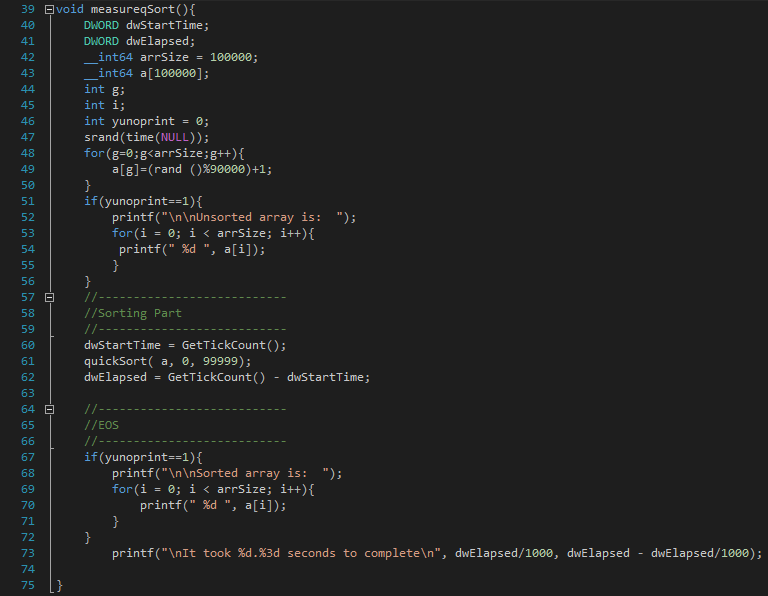 39 void measureqSort(){
40     DWORD dwStartTime;
41     DWORD dwElapsed;
42     __int64 arrSize = 100000;
43     __int64 a[100000];
44     int g;
45     int i;
46     int yunoprint = 0;
47     srand(time(NULL));
48     for(g=0;g<arrSize;g++){
49         a[g]=(rand ()%90000)+1;
50     }
51     if(yunoprint==1){
52         printf("\n\nUnsorted array is:  ");
53         for(i = 0; i < arrSize; i++){
54          printf(" %d ", a[i]);
55         }
56     }
57     //---------------------------
58     //Sorting Part
59     //---------------------------
60     dwStartTime = GetTickCount();
61     quickSort( a, 0, 99999);
62     dwElapsed = GetTickCount() - dwStartTime;
63
64     //---------------------------
65     //EOS
66     //---------------------------
67     if(yunoprint==1){
68         printf("\n\nSorted array is:  ");
69         for(i = 0; i < arrSize; i++){
70             printf(" %d ", a[i]);
71         }
72     }
73         printf("\nIt took %d.%3d seconds to complete\n", dwElapsed/1000, dwElapsed - dwElapsed/1000);
74
75 }